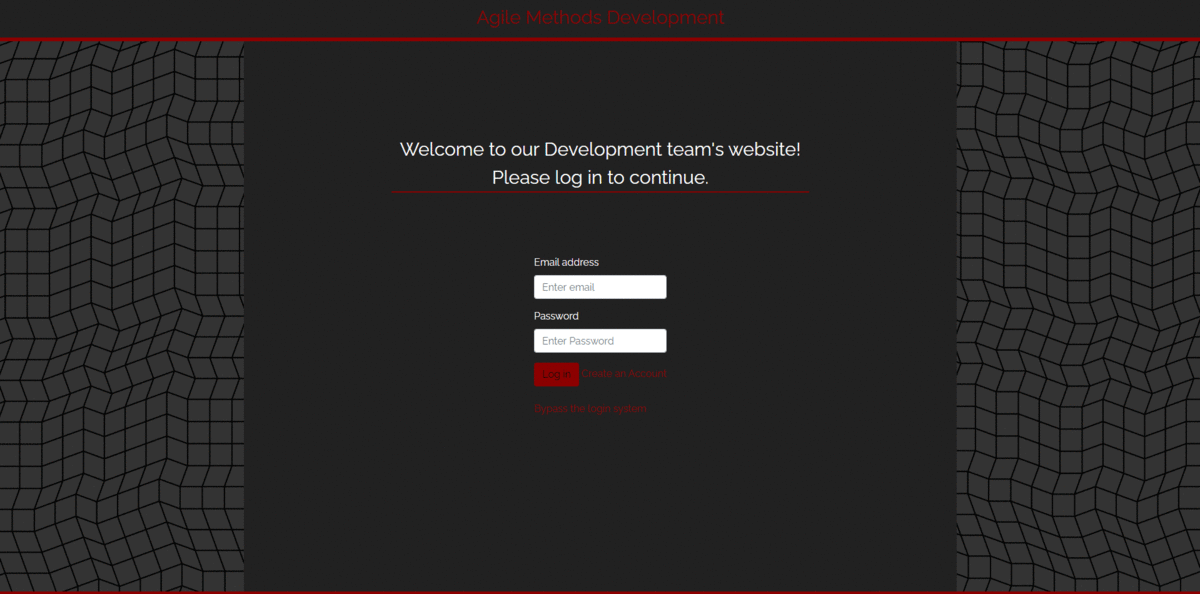 Agile Methods Development
Welcome to our Development team's website!
Please log in to continue.
Email address
Enter email
Password
Enter Password
Log in Create an Account
Bypass the login system